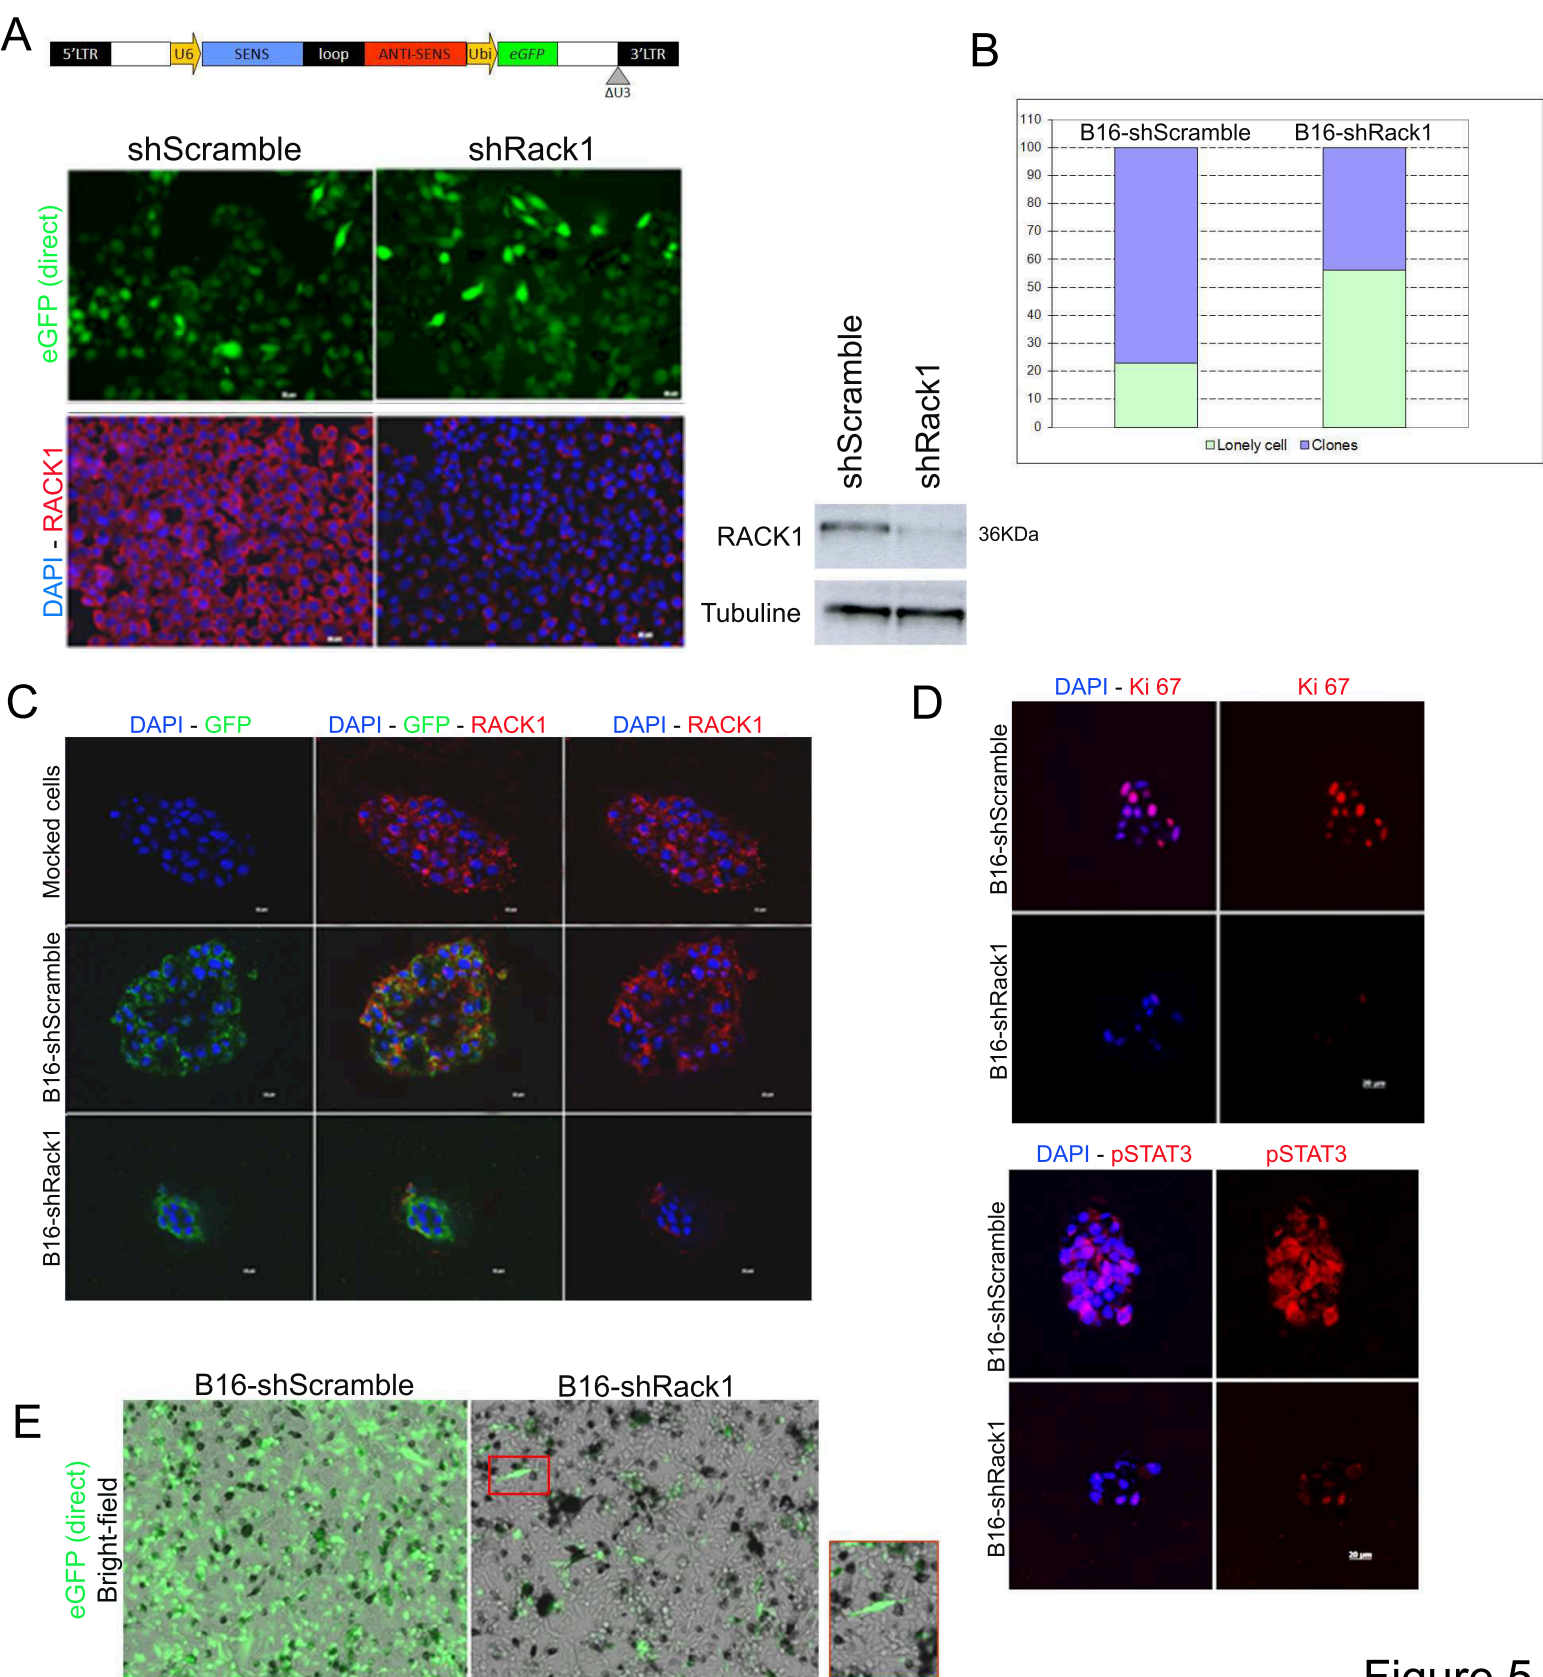 A
5'LTR U6 SENS loop ANTI-SENS Ubi eGFP 3'LTR
ΔU3
shScramble shRack1
eGFP (direct)
DAPI - RACK1
shScramble
shRack1
RACK1
36KDa
Tubuline
B
110
B16-shScramble B16-shRack1
100
90
80
70
60
50
40
30
20
10
0
Lonely cell Clones
C
DAPI - GFP DAPI - GFP - RACK1 DAPI - RACK1
Mocked cells
B16-shScramble
B16-shRack1
D
DAPI - Ki 67 Ki 67
B16-shScramble
B16-shRack1
20 µm
DAPI - pSTAT3 pSTAT3
B16-shScramble
B16-shRack1
20 µm
E
B16-shScramble B16-shRack1
eGFP (direct)
Bright-field
Figure 5